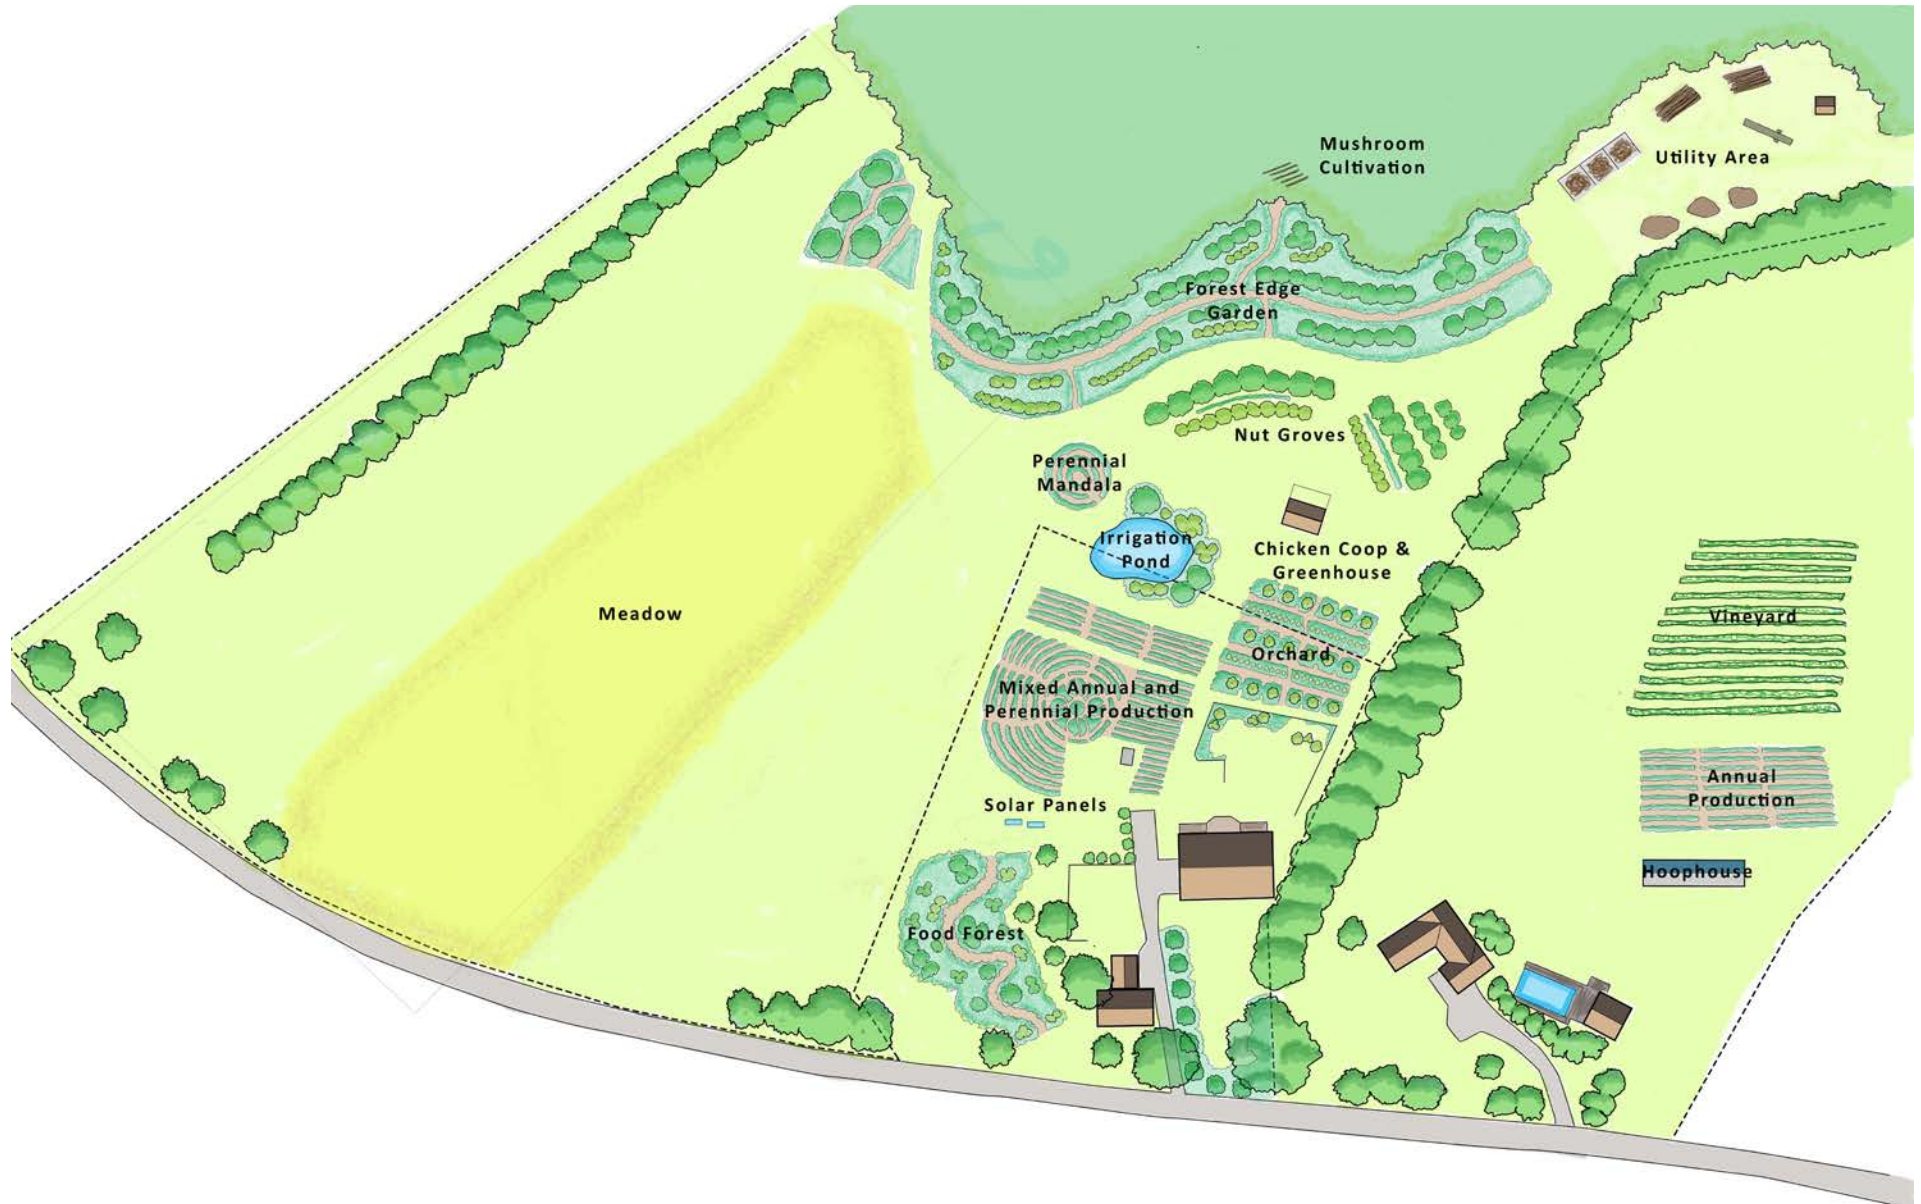 Mushroom
Cultivation
Utility Area
Forest Edge
Garden
Nut Groves
Perennial
Mandala
Irrigation
Pond
Chicken Coop &
Greenhouse
Meadow
Vineyard
Orchard
Mixed Annual and
Perennial Production
Annual
Production
Solar Panels
Hoophouse
Food Forest